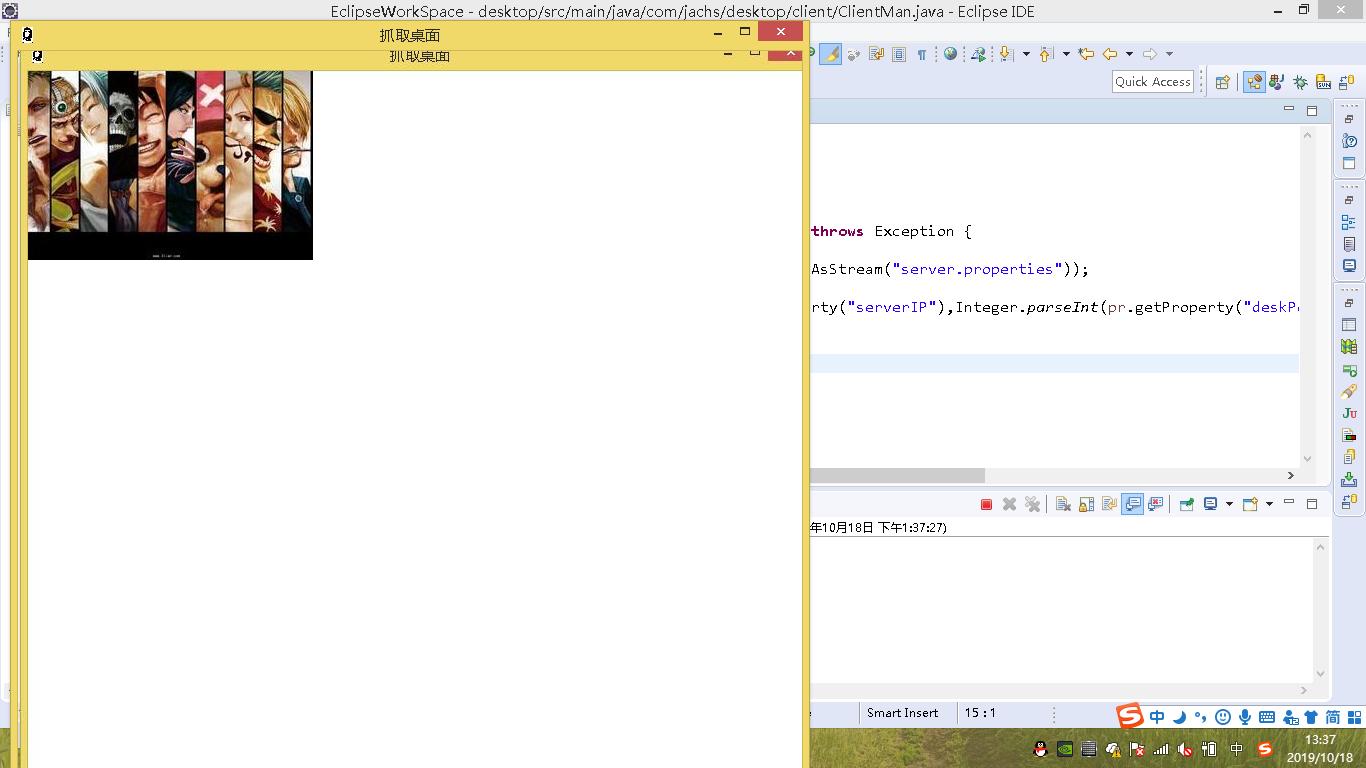 EclipseWorkSpace - desktop/src/main/java/com/jachs/desktop/client/ClientMan.java - Eclipse IDE
抓取桌面
抓取桌面
Quick Access
throws Exception {
AsStream("server.properties"));
rty("serverIP"),Integer.parseInt(pr.getProperty("deskP
年10月18日 下午1:37:27)
Smart Insert
15 : 1
中
简
中
13:37
2019/10/18